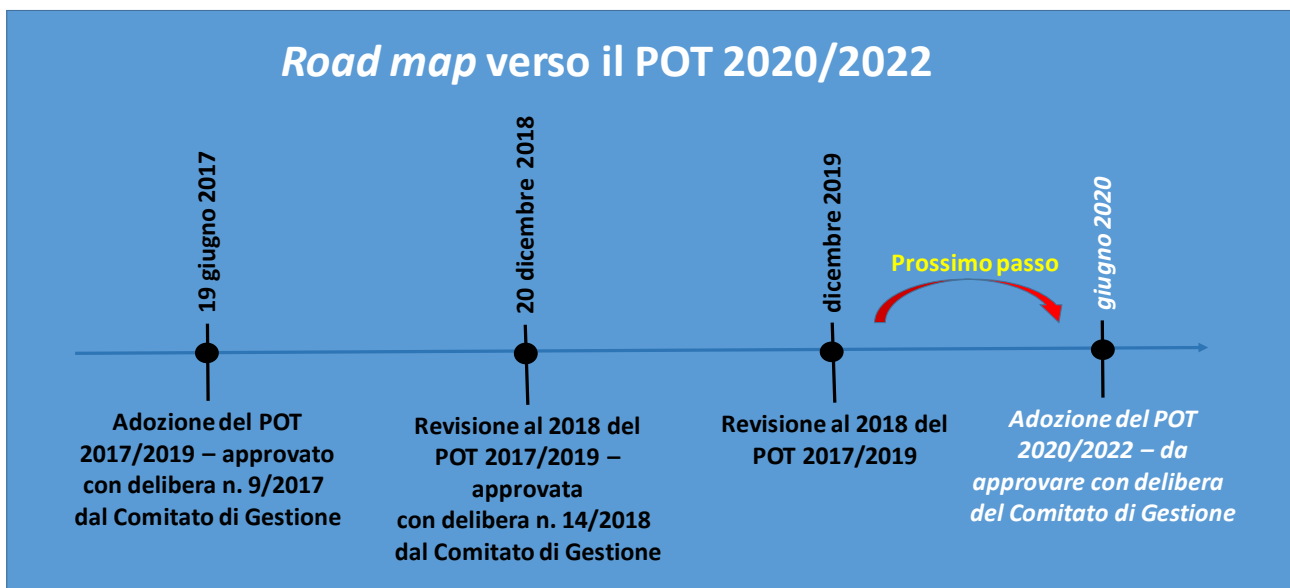 Road map verso il POT 2020/2022
19 giugno 2017
20 dicembre 2018
dicembre 2019
giugno 2020
Prossimo passo
Adozione del POT
2017/2019 – approvato
con delibera n. 9/2017
dal Comitato di Gestione
Revisione al 2018 del
POT 2017/2019 –
approvata
con delibera n. 14/2018
dal Comitato di Gestione
Revisione al 2018 del
POT 2017/2019
Adozione del POT
2020/2022 – da
approvare con delibera
del Comitato di Gestione